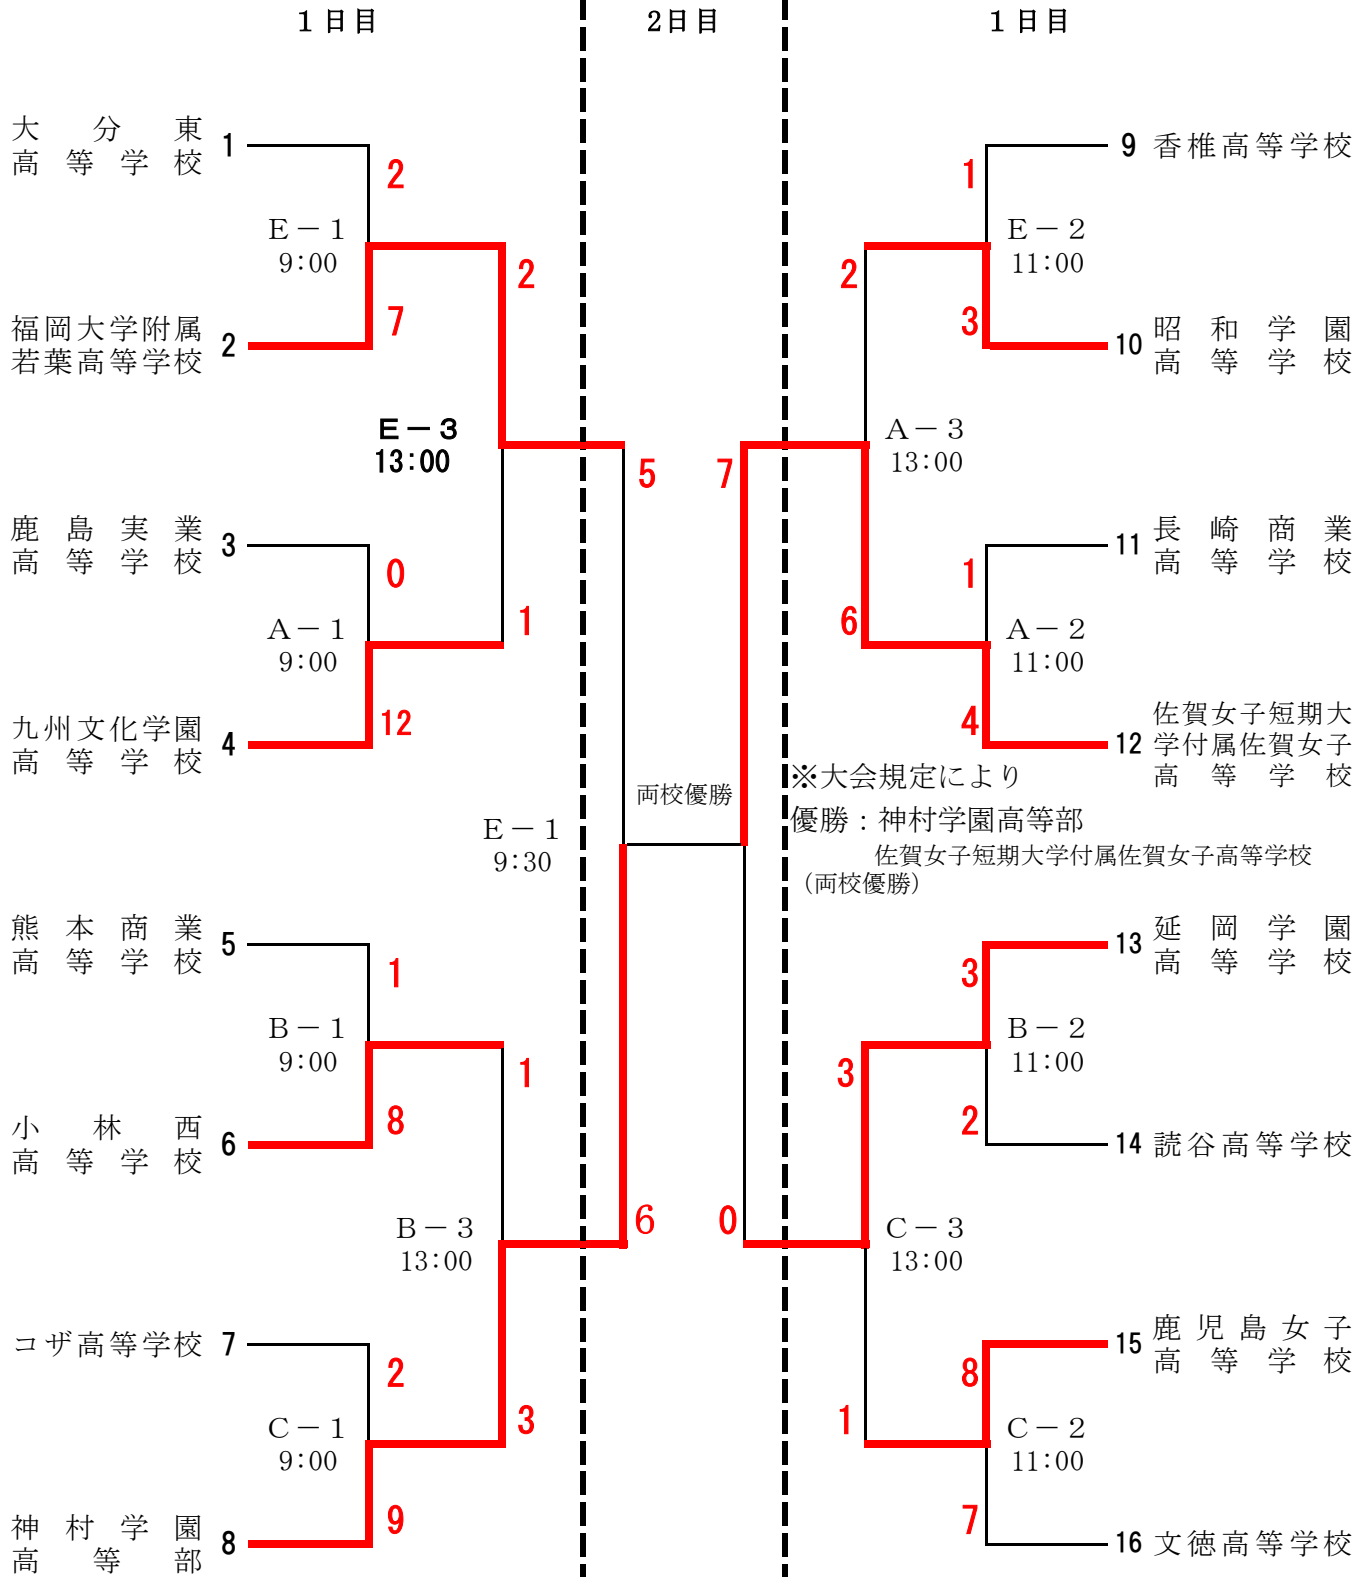 1日目
2日目
1日目
大分東
高等学校
1
2
E－1
9:00
福岡大学附属
若葉高等学校
2
7
2
E－3
13:00
鹿島実業
高等学校
3
0
1
A－1
9:00
九州文化学園
高等学校
4
12
5
E－1
9:30
熊本商業
高等学校
5
1
B－1
9:00
1
小林西
高等学校
6
8
B－3
13:00
6
コザ高等学校
7
2
3
C－1
9:00
神村学園
高等部
8
9
両校優勝
9
香椎高等学校
1
E－2
11:00
2
3
10
昭和学園
高等学校
A－3
13:00
7
11
長崎商業
高等学校
1
6
A－2
11:00
4
12
佐賀女子短期大
学付属佐賀女子
高等学校
※大会規定により
優勝：神村学園高等部
佐賀女子短期大学付属佐賀女子高等学校
（両校優勝）
13
延岡学園
高等学校
3
B－2
11:00
3
2
14
読谷高等学校
0
C－3
13:00
15
鹿児島女子
高等学校
8
1
C－2
11:00
7
16
文徳高等学校